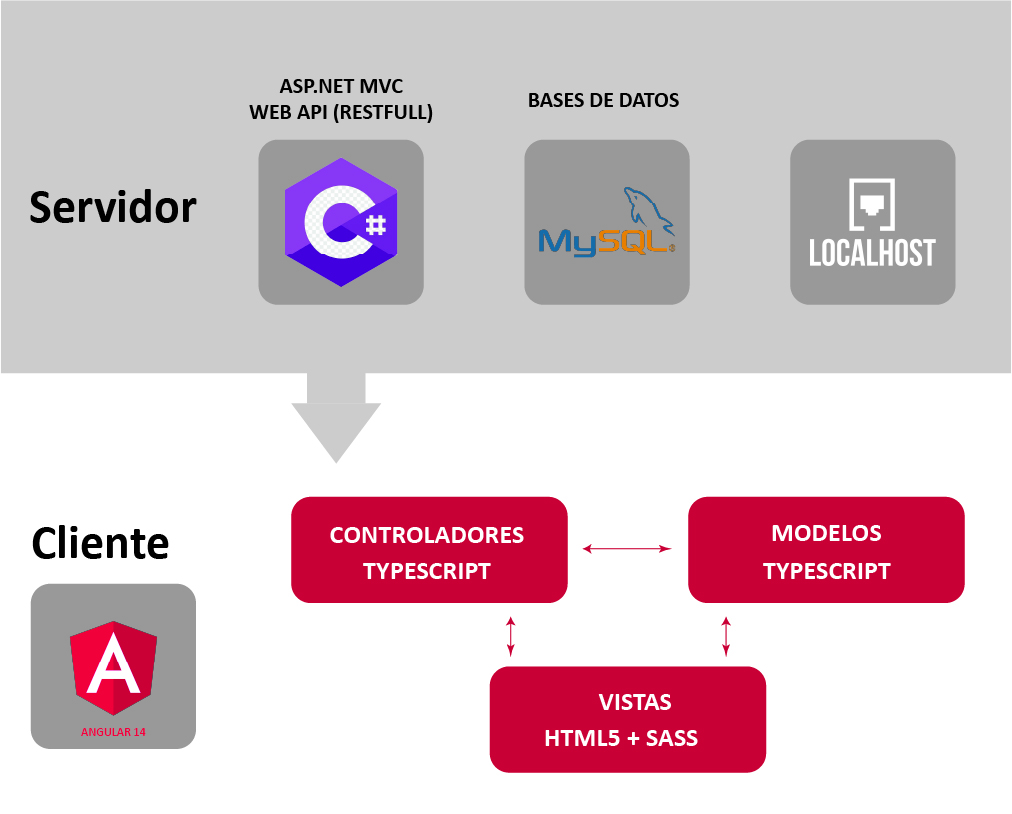 ASP.NET MVC
WEB API (RESTFULL)
BASES DE DATOS
Servidor
C#
MySQL®
LOCALHOST
Cliente
CONTROLADORES
TYPESCRIPT
MODELOS
TYPESCRIPT
A
ANGULAR 14
VISTAS
HTML5 + SASS